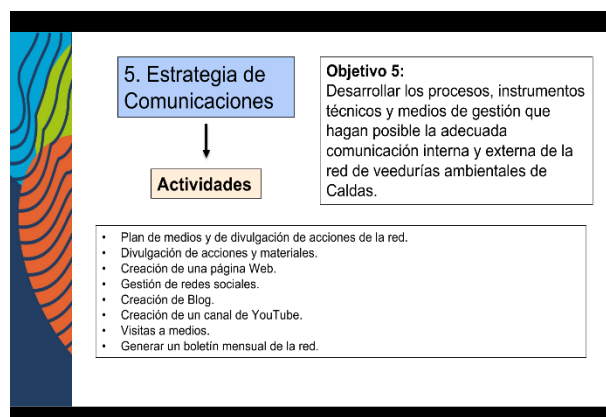 5. Estrategia de
Comunicaciones
Actividades
Objetivo 5:
Desarrollar los procesos, instrumentos
técnicos y medios de gestión que
hagan posible la adecuada
comunicación interna y externa de la
red de veedurías ambientales de
Caldas.
• Plan de medios y de divulgación de acciones de la red.
• Divulgación de acciones y materiales.
• Creación de una página Web.
• Gestión de redes sociales.
• Creación de Blog.
• Creación de un canal de YouTube.
• Visitas a medios.
• Generar un boletín mensual de la red.